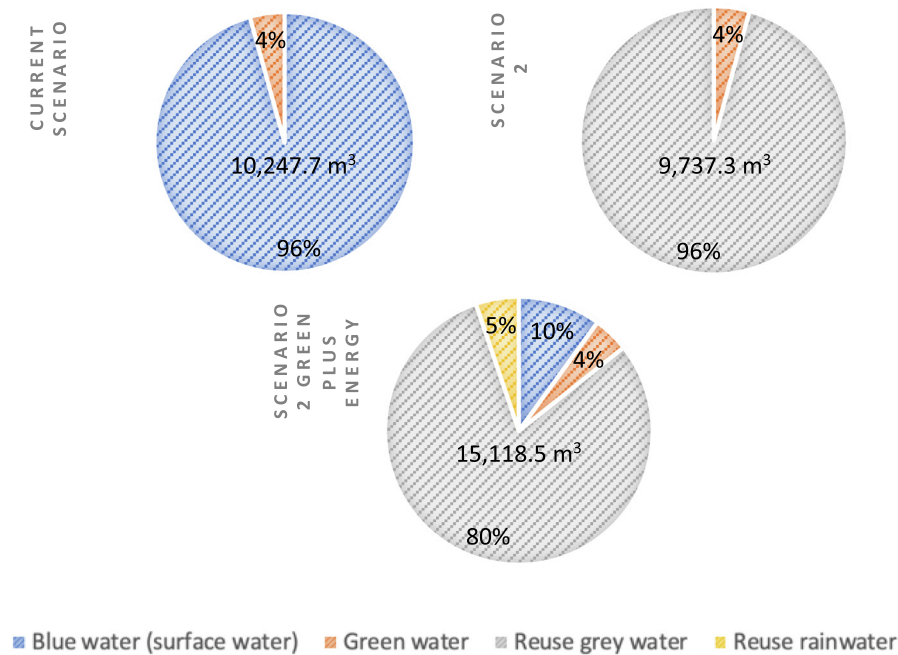 CURRENT
SCENARIO
4%
10,247.7 m³
96%
SCENARIO
2
4%
9,737.3 m³
96%
SCENARIO
2 GREEN
PLUS
ENERGY
5%
10%
4%
15,118.5 m³
80%
Blue water (surface water) Green water Reuse grey water Reuse rainwater